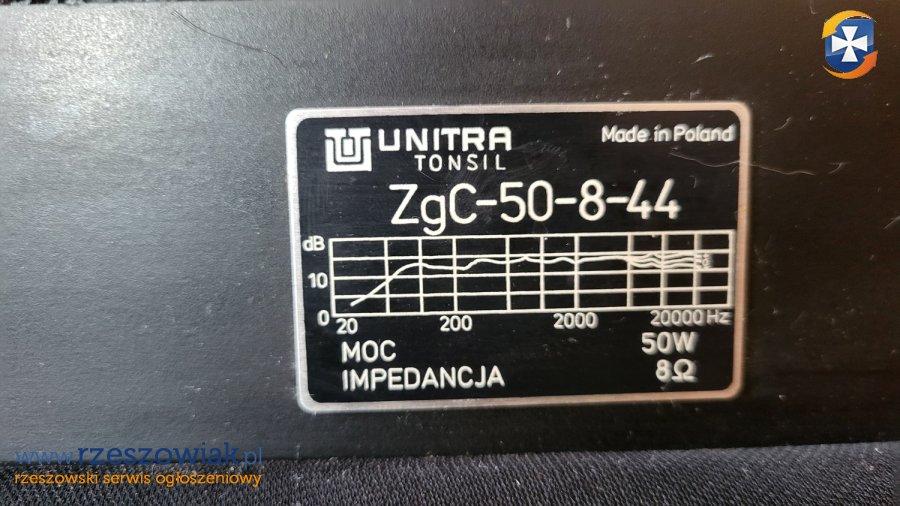 UNITRA
TONSIL
Made in Poland
ZgC-50-8-44
dB
10
0
20 200 2000 20000 Hz
MOC 50W
IMPEDANCJA 8Ω
www.rzeszowiak.pl
rzeszowski serwis ogłoszeniowy